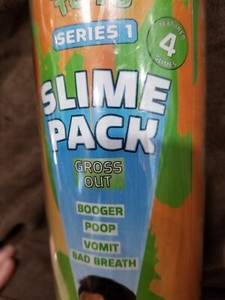 SERIES 1
4
SLIME
PACK
GROSS
OUT
BOOGER
POOP
VOMIT
BAD BREATH